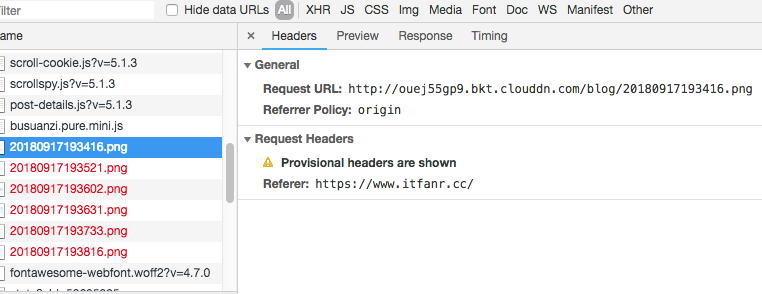 Filter Hide data URLs All XHR JS CSS Img Media Font Doc WS Manifest Other
ame × Headers Preview Response Timing
scroll-cookie.js?v=5.1.3
scrollspy.js?v=5.1.3
post-details.js?v=5.1.3
busuanzi.pure.mini.js
20180917193416.png
20180917193521.png
20180917193602.png
20180917193631.png
20180917193733.png
20180917193816.png
fontawesome-webfont.woff2?v=4.7.0
General
Request URL: http://ouej55gp9.bkt.clouddn.com/blog/20180917193416.png
Referrer Policy: origin
Request Headers
Provisional headers are shown
Referer: https://www.itfanr.cc/